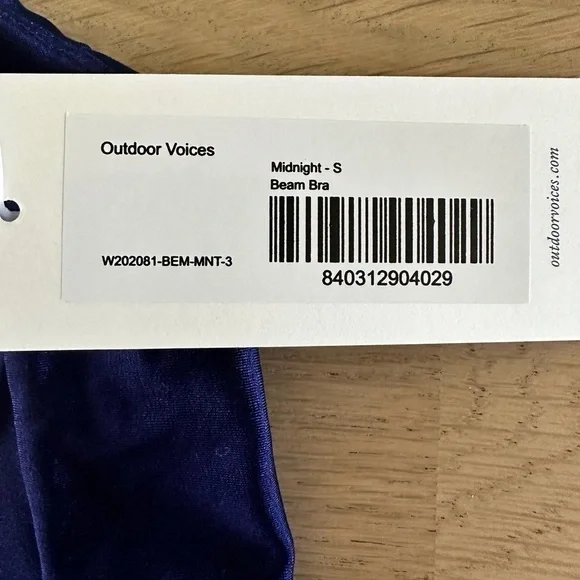 Outdoor Voices
Midnight - S
Beam Bra
W202081-BEM-MNT-3
840312904029
outdoorvoices.com